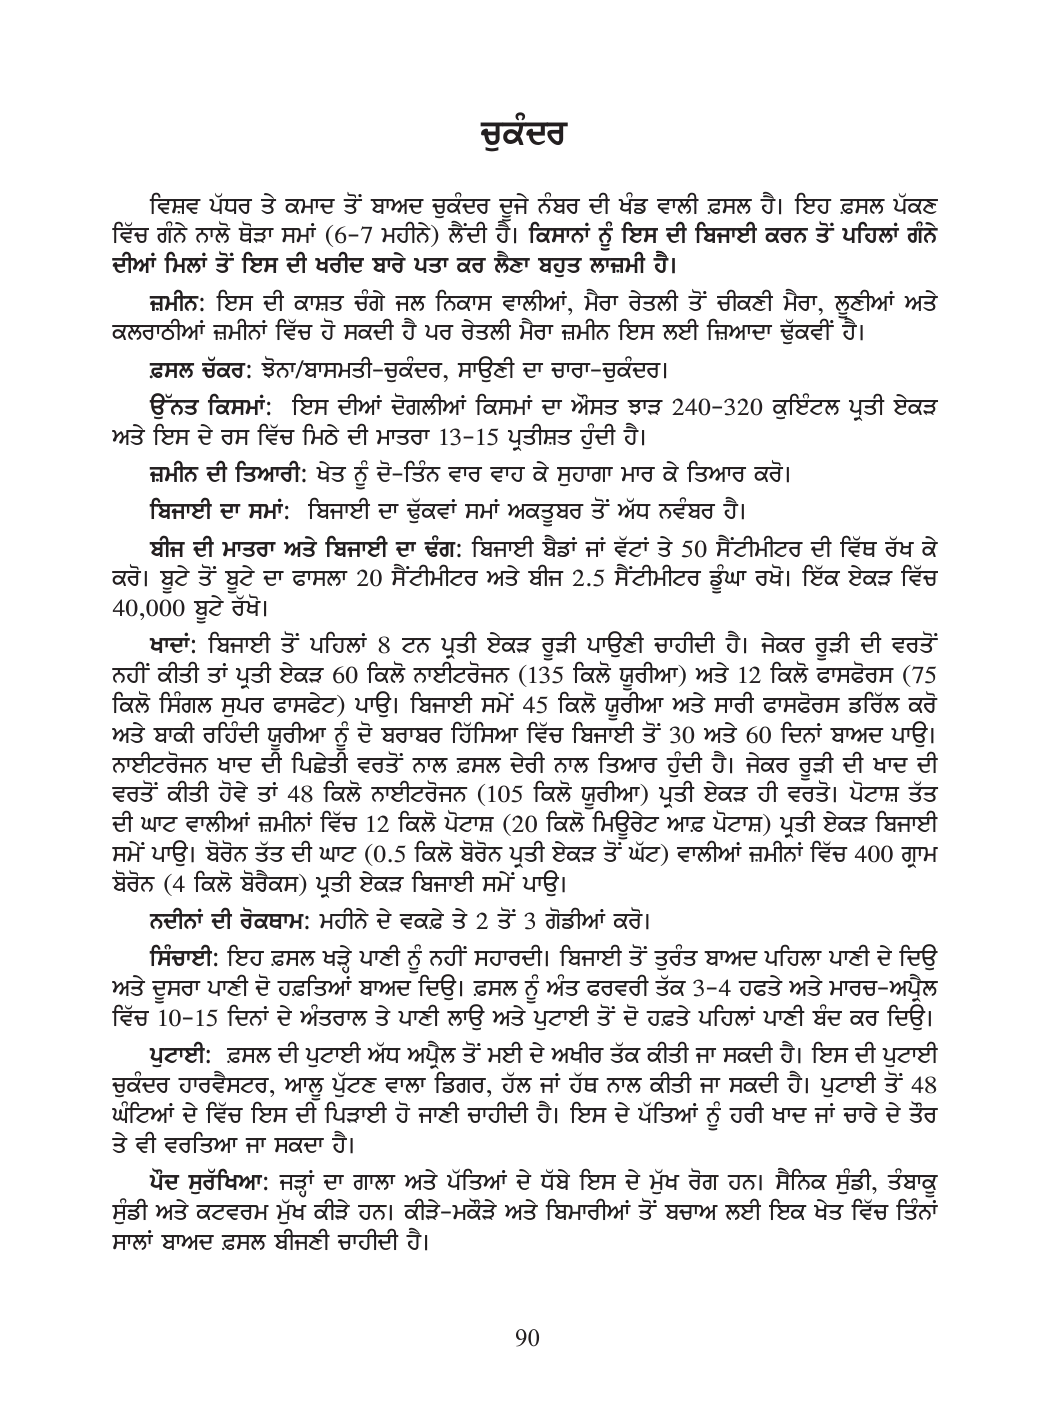 ਚੁਕੰਦਰ
ਵਿਸ਼ਵ ਪੱਧਰ ਤੇ ਕਮਾਦ ਤੋਂ ਬਾਅਦ ਚੁਕੰਦਰ ਦੂਜੇ ਨੰਬਰ ਦੀ ਖੰਡ ਵਾਲੀ ਫ਼ਸਲ ਹੈ। ਇਹ ਫ਼ਸਲ ਪੱਕਣ
ਵਿੱਚ ਗੰਨੇ ਨਾਲੋ ਥੋੜਾ ਸਮਾਂ (6-7 ਮਹੀਨੇ) ਲੈਂਦੀ ਹੈ। ਕਿਸਾਨਾਂ ਨੂੰ ਇਸ ਦੀ ਬਿਜਾਈ ਕਰਨ ਤੋਂ ਪਹਿਲਾਂ ਗੰਨੇ
ਦੀਆਂ ਮਿਲਾਂ ਤੋਂ ਇਸ ਦੀ ਖਰੀਦ ਬਾਰੇ ਪਤਾ ਕਰ ਲੈਣਾ ਬਹੁਤ ਲਾਜ਼ਮੀ ਹੈ।
ਜ਼ਮੀਨ: ਇਸ ਦੀ ਕਾਸ਼ਤ ਚੰਗੇ ਜਲ ਨਿਕਾਸ ਵਾਲੀਆਂ, ਮੈਰਾ ਰੇਤਲੀ ਤੋਂ ਚੀਕਣੀ ਮੈਰਾ, ਲੂਣੀਆਂ ਅਤੇ
ਕਲਰਾਠੀਆਂ ਜ਼ਮੀਨਾਂ ਵਿੱਚ ਹੋ ਸਕਦੀ ਹੈ ਪਰ ਰੇਤਲੀ ਮੈਰਾ ਜ਼ਮੀਨ ਇਸ ਲਈ ਜ਼ਿਆਦਾ ਢੁੱਕਵੀਂ ਹੈ।
ਫ਼ਸਲ ਚੱਕਰ: ਝੋਨਾ/ਬਾਸਮਤੀ-ਚੁਕੰਦਰ, ਸਾਉਣੀ ਦਾ ਚਾਰਾ-ਚੁਕੰਦਰ।
ਉੱਨਤ ਕਿਸਮਾਂ: ਇਸ ਦੀਆਂ ਦੋਗਲੀਆਂ ਕਿਸਮਾਂ ਦਾ ਔਸਤ ਝਾੜ 240-320 ਕੁਇੰਟਲ ਪ੍ਰਤੀ ਏਕੜ
ਅਤੇ ਇਸ ਦੇ ਰਸ ਵਿੱਚ ਮਿਠੇ ਦੀ ਮਾਤਰਾ 13-15 ਪ੍ਰਤੀਸ਼ਤ ਹੁੰਦੀ ਹੈ।
ਜ਼ਮੀਨ ਦੀ ਤਿਆਰੀ: ਖੇਤ ਨੂੰ ਦੋ-ਤਿੰਨ ਵਾਰ ਵਾਹ ਕੇ ਸੁਹਾਗਾ ਮਾਰ ਕੇ ਤਿਆਰ ਕਰੋ।
ਬਿਜਾਈ ਦਾ ਸਮਾਂ: ਬਿਜਾਈ ਦਾ ਢੁੱਕਵਾਂ ਸਮਾਂ ਅਕਤੂਬਰ ਤੋਂ ਅੱਧ ਨਵੰਬਰ ਹੈ।
ਬੀਜ ਦੀ ਮਾਤਰਾ ਅਤੇ ਬਿਜਾਈ ਦਾ ਢੰਗ: ਬਿਜਾਈ ਬੈਡਾਂ ਜਾਂ ਵੱਟਾਂ ਤੇ 50 ਸੈਂਟੀਮੀਟਰ ਦੀ ਵਿੱਥ ਰੱਖ ਕੇ
ਕਰੋ। ਬੂਟੇ ਤੋਂ ਬੂਟੇ ਦਾ ਫਾਸਲਾ 20 ਸੈਂਟੀਮੀਟਰ ਅਤੇ ਬੀਜ 2.5 ਸੈਂਟੀਮੀਟਰ ਡੂੰਘਾ ਰਖੋ। ਇੱਕ ਏਕੜ ਵਿੱਚ
40,000 ਬੂਟੇ ਰੱਖੋ।
ਖਾਦਾਂ: ਬਿਜਾਈ ਤੋਂ ਪਹਿਲਾਂ 8 ਟਨ ਪ੍ਰਤੀ ਏਕੜ ਰੂੜੀ ਪਾਉਣੀ ਚਾਹੀਦੀ ਹੈ। ਜੇਕਰ ਰੂੜੀ ਦੀ ਵਰਤੋਂ
ਨਹੀਂ ਕੀਤੀ ਤਾਂ ਪ੍ਰਤੀ ਏਕੜ 60 ਕਿਲੋ ਨਾਈਟਰੋਜਨ (135 ਕਿਲੋ ਯੂਰੀਆ) ਅਤੇ 12 ਕਿਲੋ ਫਾਸਫੋਰਸ (75
ਕਿਲੋ ਸਿੰਗਲ ਸੁਪਰ ਫਾਸਫੇਟ) ਪਾਉ। ਬਿਜਾਈ ਸਮੇਂ 45 ਕਿਲੋ ਯੂਰੀਆ ਅਤੇ ਸਾਰੀ ਫਾਸਫੋਰਸ ਡਰਿੱਲ ਕਰੋ
ਅਤੇ ਬਾਕੀ ਰਹਿੰਦੀ ਯੂਰੀਆ ਨੂੰ ਦੋ ਬਰਾਬਰ ਹਿੱਸਿਆ ਵਿੱਚ ਬਿਜਾਈ ਤੋਂ 30 ਅਤੇ 60 ਦਿਨਾਂ ਬਾਅਦ ਪਾਉ।
ਨਾਈਟਰੋਜਨ ਖਾਦ ਦੀ ਪਿਛੇਤੀ ਵਰਤੋਂ ਨਾਲ ਫ਼ਸਲ ਦੇਰੀ ਨਾਲ ਤਿਆਰ ਹੁੰਦੀ ਹੈ। ਜੇਕਰ ਰੂੜੀ ਦੀ ਖਾਦ ਦੀ
ਵਰਤੋਂ ਕੀਤੀ ਹੋਵੇ ਤਾਂ 48 ਕਿਲੋ ਨਾਈਟਰੋਜਨ (105 ਕਿਲੋ ਯੂਰੀਆ) ਪ੍ਰਤੀ ਏਕੜ ਹੀ ਵਰਤੋ। ਪੋਟਾਸ਼ ਤੱਤ
ਦੀ ਘਾਟ ਵਾਲੀਆਂ ਜ਼ਮੀਨਾਂ ਵਿੱਚ 12 ਕਿਲੋ ਪੋਟਾਸ਼ (20 ਕਿਲੋ ਮਿਊਰੇਟ ਆਫ਼ ਪੋਟਾਸ਼) ਪ੍ਰਤੀ ਏਕੜ ਬਿਜਾਈ
ਸਮੇਂ ਪਾਉ। ਬੋਰੋਨ ਤੱਤ ਦੀ ਘਾਟ (0.5 ਕਿਲੋ ਬੋਰੋਨ ਪ੍ਰਤੀ ਏਕੜ ਤੋਂ ਘੱਟ) ਵਾਲੀਆਂ ਜ਼ਮੀਨਾਂ ਵਿੱਚ 400 ਗ੍ਰਾਮ
ਬੋਰੋਨ (4 ਕਿਲੋ ਬੋਰੈਕਸ) ਪ੍ਰਤੀ ਏਕੜ ਬਿਜਾਈ ਸਮੇਂ ਪਾਉ।
ਨਦੀਨਾਂ ਦੀ ਰੋਕਥਾਮ: ਮਹੀਨੇ ਦੇ ਵਕਫ਼ੇ ਤੇ 2 ਤੋਂ 3 ਗੋਡੀਆਂ ਕਰੋ।
ਸਿੰਚਾਈ: ਇਹ ਫ਼ਸਲ ਖੜ੍ਹੇ ਪਾਣੀ ਨੂੰ ਨਹੀਂ ਸਹਾਰਦੀ। ਬਿਜਾਈ ਤੋਂ ਤੁਰੰਤ ਬਾਅਦ ਪਹਿਲਾ ਪਾਣੀ ਦੇ ਦਿਉ
ਅਤੇ ਦੂਸਰਾ ਪਾਣੀ ਦੋ ਹਫ਼ਤਿਆਂ ਬਾਅਦ ਦਿਉ। ਫ਼ਸਲ ਨੂੰ ਅੰਤ ਫਰਵਰੀ ਤੱਕ 3-4 ਹਫਤੇ ਅਤੇ ਮਾਰਚ-ਅਪ੍ਰੈਲ
ਵਿੱਚ 10-15 ਦਿਨਾਂ ਦੇ ਅੰਤਰਾਲ ਤੇ ਪਾਣੀ ਲਾਉ ਅਤੇ ਪੁਟਾਈ ਤੋਂ ਦੋ ਹਫ਼ਤੇ ਪਹਿਲਾਂ ਪਾਣੀ ਬੰਦ ਕਰ ਦਿਉ।
ਪੁਟਾਈ: ਫ਼ਸਲ ਦੀ ਪੁਟਾਈ ਅੱਧ ਅਪ੍ਰੈਲ ਤੋਂ ਮਈ ਦੇ ਅਖੀਰ ਤੱਕ ਕੀਤੀ ਜਾ ਸਕਦੀ ਹੈ। ਇਸ ਦੀ ਪੁਟਾਈ
ਚੁਕੰਦਰ ਹਾਰਵੈਸਟਰ, ਆਲੂ ਪੁੱਟਣ ਵਾਲਾ ਡਿਗਰ, ਹੱਲ ਜਾਂ ਹੱਥ ਨਾਲ ਕੀਤੀ ਜਾ ਸਕਦੀ ਹੈ। ਪੁਟਾਈ ਤੋਂ 48
ਘੰਟਿਆਂ ਦੇ ਵਿੱਚ ਇਸ ਦੀ ਪਿੜਾਈ ਹੋ ਜਾਣੀ ਚਾਹੀਦੀ ਹੈ। ਇਸ ਦੇ ਪੱਤਿਆਂ ਨੂੰ ਹਰੀ ਖਾਦ ਜਾਂ ਚਾਰੇ ਦੇ ਤੌਰ
ਤੇ ਵੀ ਵਰਤਿਆ ਜਾ ਸਕਦਾ ਹੈ।
ਪੌਦ ਸੁਰੱਖਿਆ: ਜੜ੍ਹਾਂ ਦਾ ਗਾਲਾ ਅਤੇ ਪੱਤਿਆਂ ਦੇ ਧੱਬੇ ਇਸ ਦੇ ਮੁੱਖ ਰੋਗ ਹਨ। ਸੈਨਿਕ ਸੁੰਡੀ, ਤੰਬਾਕੂ
ਸੁੰਡੀ ਅਤੇ ਕਟਵਰਮ ਮੁੱਖ ਕੀੜੇ ਹਨ। ਕੀੜੇ-ਮਕੌੜੇ ਅਤੇ ਬਿਮਾਰੀਆਂ ਤੋਂ ਬਚਾਅ ਲਈ ਇਕ ਖੇਤ ਵਿੱਚ ਤਿੰਨਾਂ
ਸਾਲਾਂ ਬਾਅਦ ਫ਼ਸਲ ਬੀਜਣੀ ਚਾਹੀਦੀ ਹੈ।
90